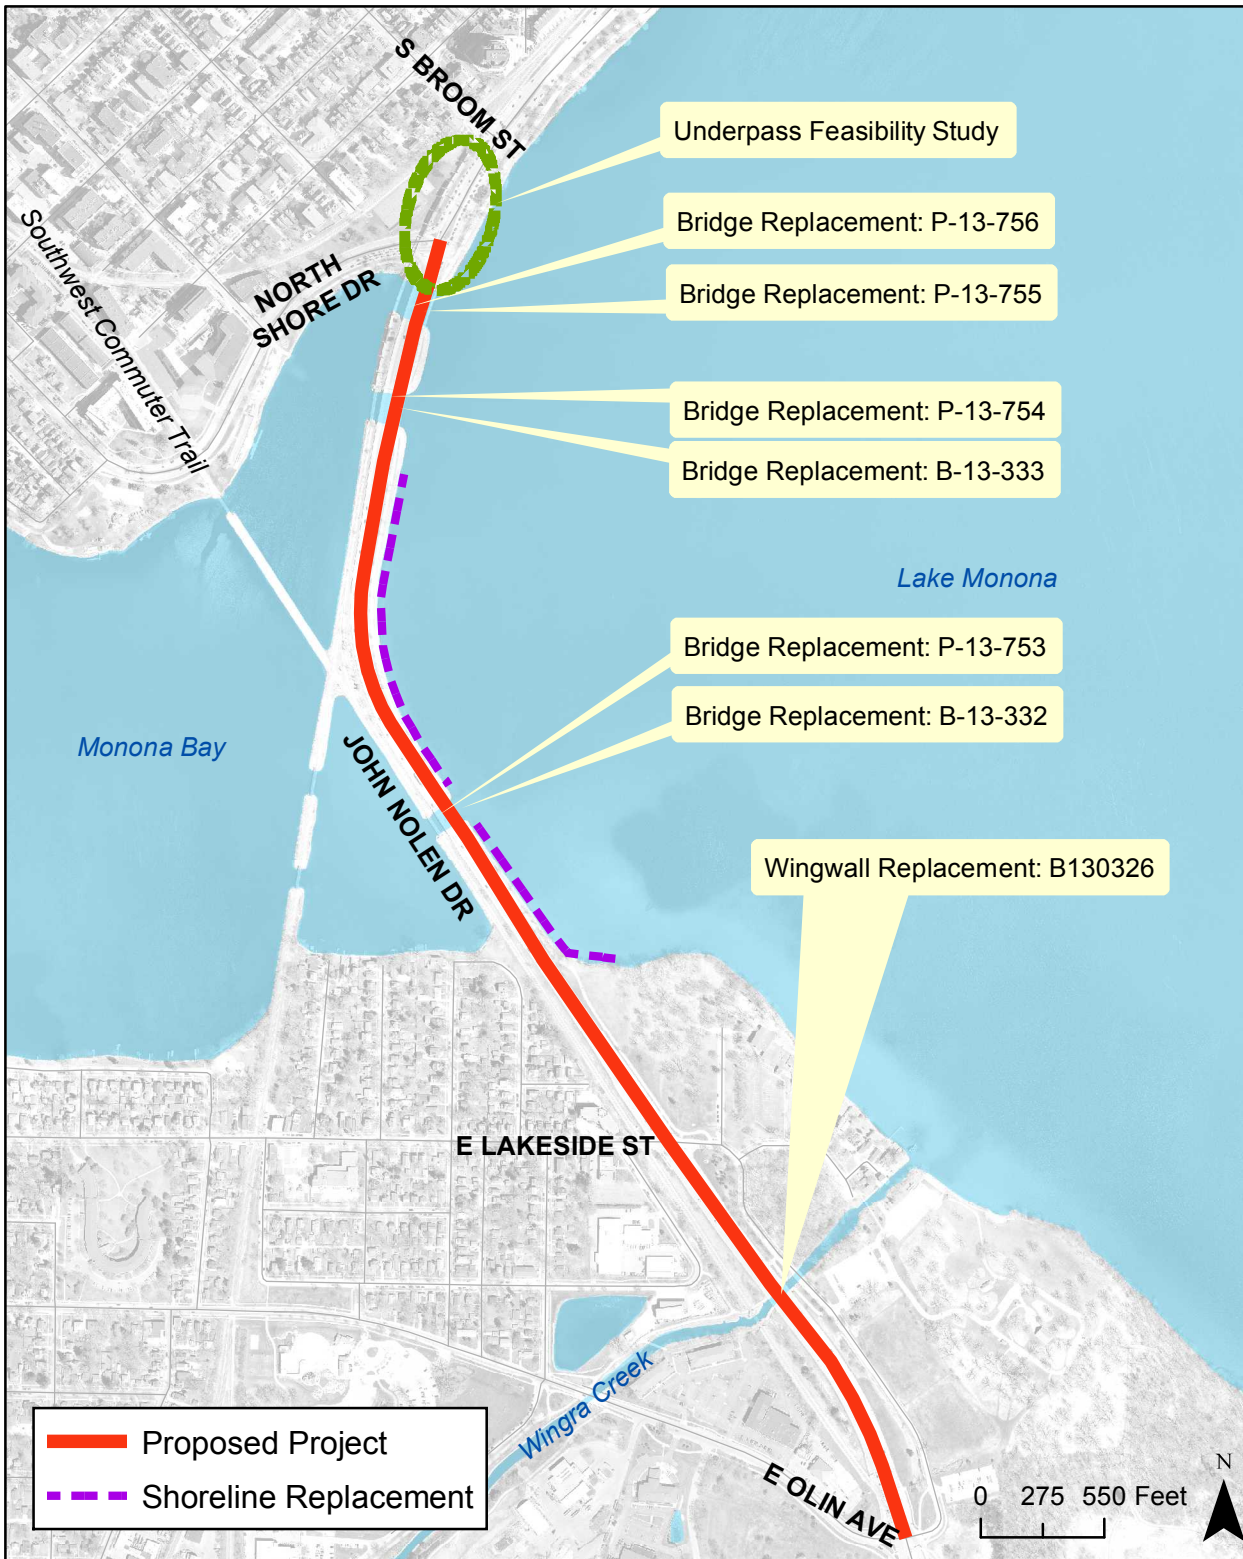 S BROOM ST
Underpass Feasibility Study
Bridge Replacement: P-13-756
Southwest Commuter Trail
NORTH
SHORE DR
Bridge Replacement: P-13-755
Bridge Replacement: P-13-754
Bridge Replacement: B-13-333
Lake Monona
Bridge Replacement: P-13-753
Bridge Replacement: B-13-332
Monona Bay
JOHN NOLEN DR
Wingwall Replacement: B130326
E LAKESIDE ST
Wingra Creek
Proposed Project
Shoreline Replacement
E OLIN AVE
N
0 275 550 Feet